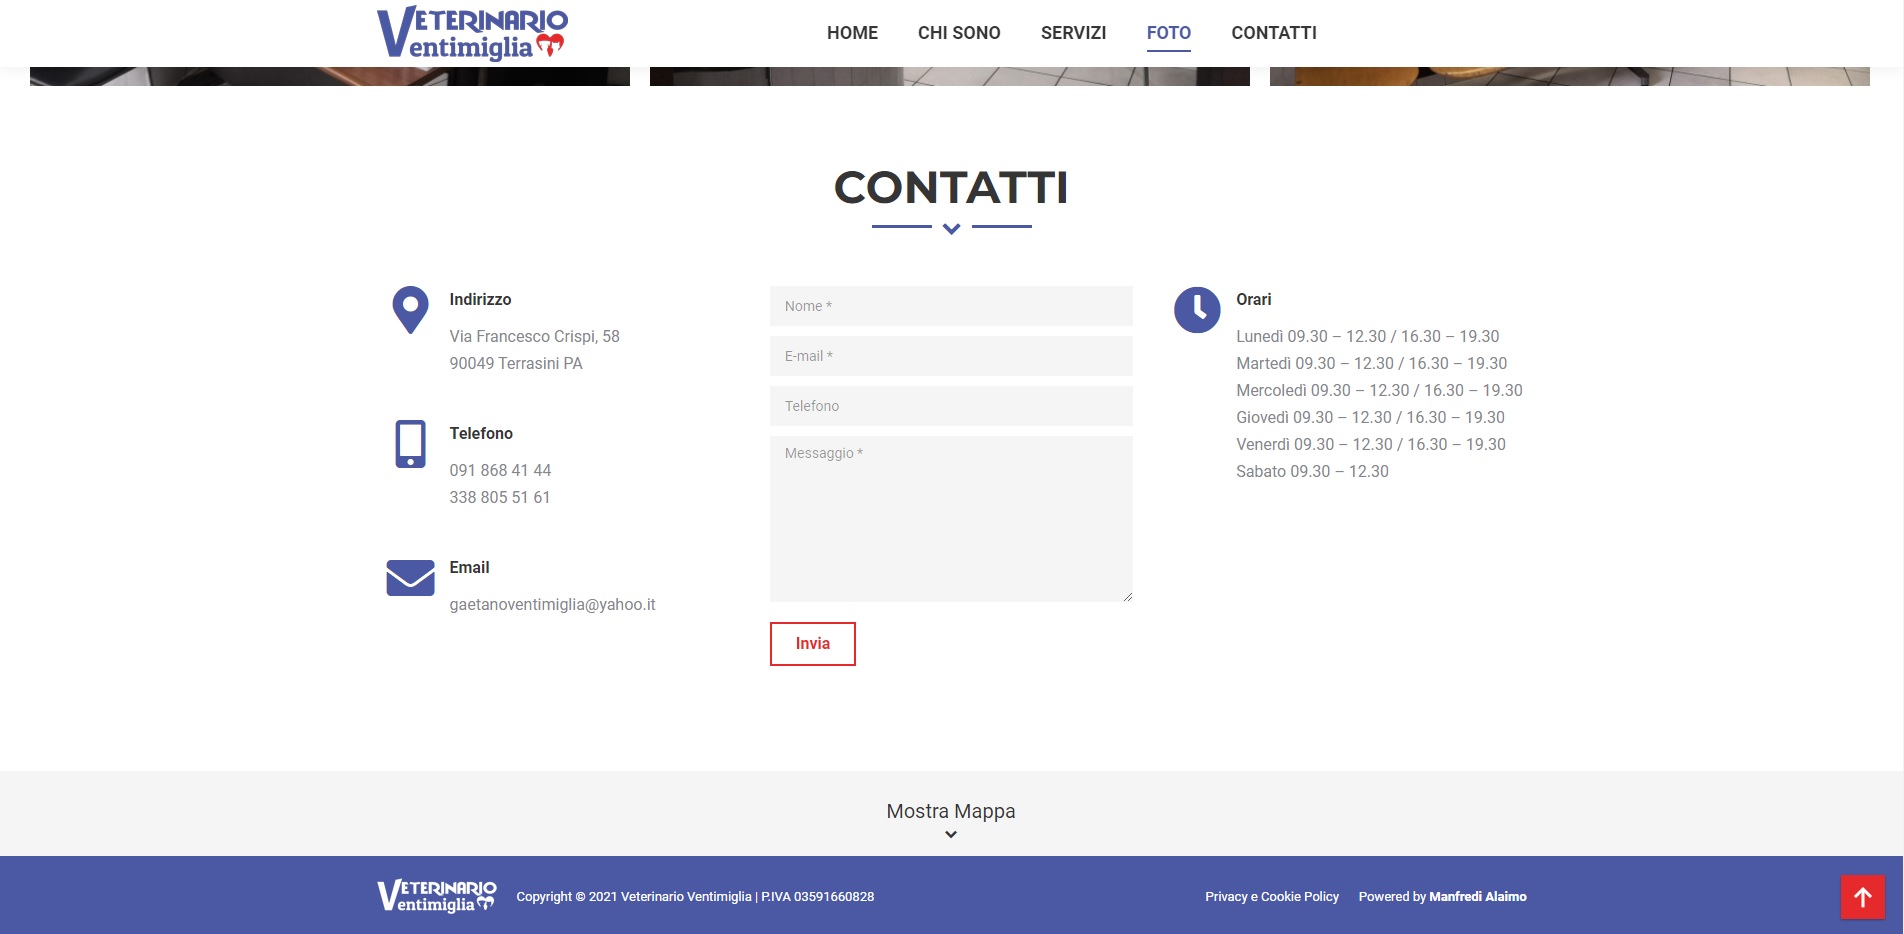 VETERINARIO
Ventimiglia
HOME CHI SONO SERVIZI FOTO CONTATTI
CONTATTI
Indirizzo
Via Francesco Crispi, 58
90049 Terrasini PA
Telefono
091 868 41 44
338 805 51 61
Email
gaetanoventimiglia@yahoo.it
Nome *
E-mail *
Telefono
Messaggio *
Invia
Orari
Lunedì 09.30 – 12.30 / 16.30 – 19.30
Martedì 09.30 – 12.30 / 16.30 – 19.30
Mercoledì 09.30 – 12.30 / 16.30 – 19.30
Giovedì 09.30 – 12.30 / 16.30 – 19.30
Venerdì 09.30 – 12.30 / 16.30 – 19.30
Sabato 09.30 – 12.30
Mostra Mappa
VETERINARIO
Ventimiglia
Copyright © 2021 Veterinario Ventimiglia | P.IVA 03591660828
Privacy e Cookie Policy Powered by Manfredi Alaimo